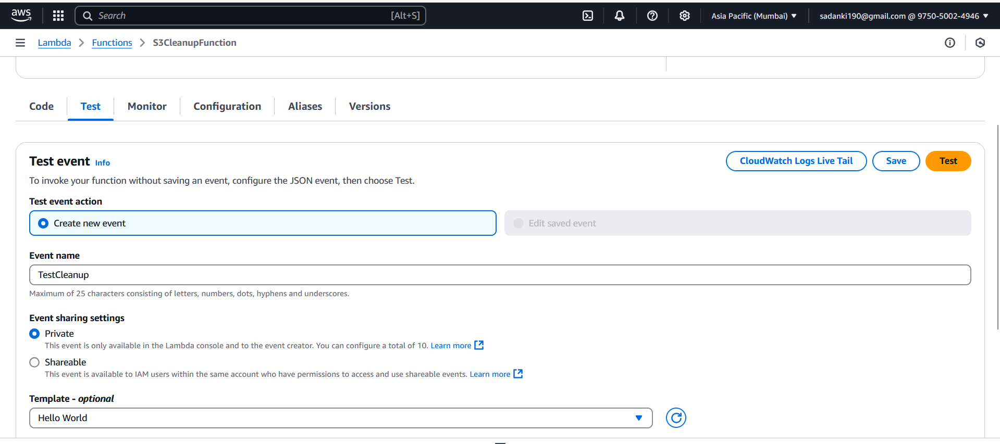 aws
Search [Alt+S]
Asia Pacific (Mumbai)
sadanki190@gmail.com @ 9750-5002-4946
Lambda
Functions
S3CleanupFunction
Code
Test
Monitor
Configuration
Aliases
Versions
Test event Info
CloudWatch Logs Live Tail
Save
Test
To invoke your function without saving an event, configure the JSON event, then choose Test.
Test event action
Create new event
Edit saved event
Event name
TestCleanup
Maximum of 25 characters consisting of letters, numbers, dots, hyphens and underscores.
Event sharing settings
Private
This event is only available in the Lambda console and to the event creator. You can configure a total of 10. Learn more
Shareable
This event is available to IAM users within the same account who have permissions to access and use shareable events. Learn more
Template - optional
Hello World